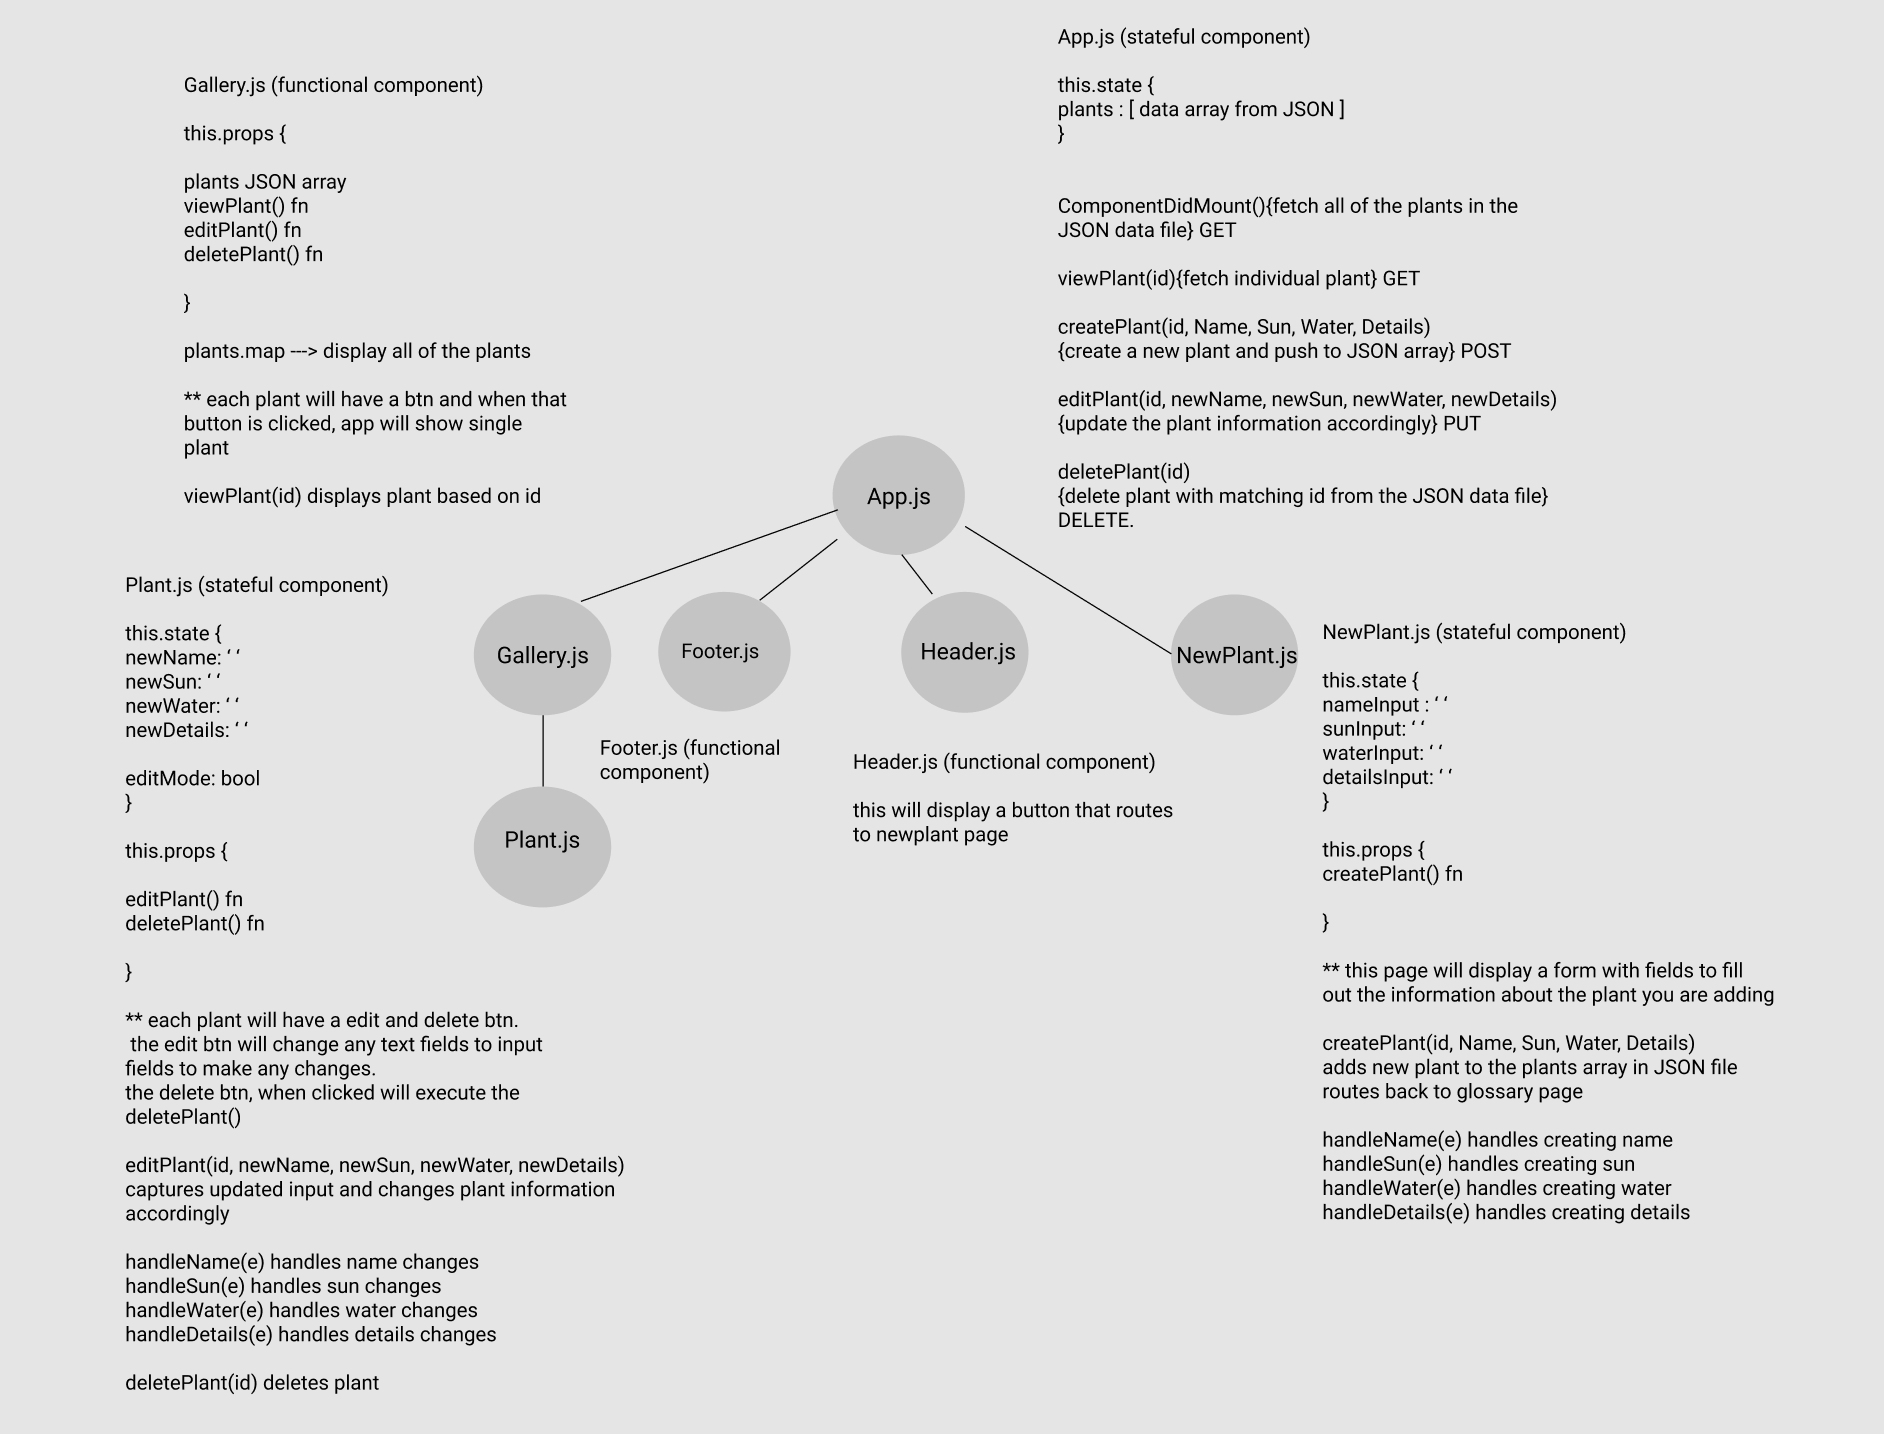 App.js (stateful component)
this.state {
plants : [ data array from JSON ]
}
ComponentDidMount(){fetch all of the plants in the
JSON data file} GET
viewPlant(id){fetch individual plant} GET
createPlant(id, Name, Sun, Water, Details)
{create a new plant and push to JSON array} POST
editPlant(id, newName, newSun, newWater, newDetails)
{update the plant information accordingly} PUT
deletePlant(id)
{delete plant with matching id from the JSON data file}
DELETE.
Gallery.js (functional component)
this.props {
plants JSON array
viewPlant() fn
editPlant() fn
deletePlant() fn
}
plants.map ---> display all of the plants
** each plant will have a btn and when that
button is clicked, app will show single
plant
viewPlant(id) displays plant based on id
App.js
Gallery.js
Footer.js
Header.js
NewPlant.js
Plant.js
Plant.js (stateful component)
this.state {
newName: ‘ ‘
newSun: ‘ ‘
newWater: ‘ ‘
newDetails: ‘ ‘
editMode: bool
}
this.props {
editPlant() fn
deletePlant() fn
}
** each plant will have a edit and delete btn.
the edit btn will change any text fields to input
fields to make any changes.
the delete btn, when clicked will execute the
deletePlant()
editPlant(id, newName, newSun, newWater, newDetails)
captures updated input and changes plant information
accordingly
handleName(e) handles name changes
handleSun(e) handles sun changes
handleWater(e) handles water changes
handleDetails(e) handles details changes
deletePlant(id) deletes plant
Footer.js (functional
component)
Header.js (functional component)
this will display a button that routes
to newplant page
NewPlant.js (stateful component)
this.state {
nameInput : ‘ ‘
sunInput: ‘ ‘
waterInput: ‘ ‘
detailsInput: ‘ ‘
}
this.props {
createPlant() fn
}
** this page will display a form with fields to fill
out the information about the plant you are adding
createPlant(id, Name, Sun, Water, Details)
adds new plant to the plants array in JSON file
routes back to glossary page
handleName(e) handles creating name
handleSun(e) handles creating sun
handleWater(e) handles creating water
handleDetails(e) handles creating details